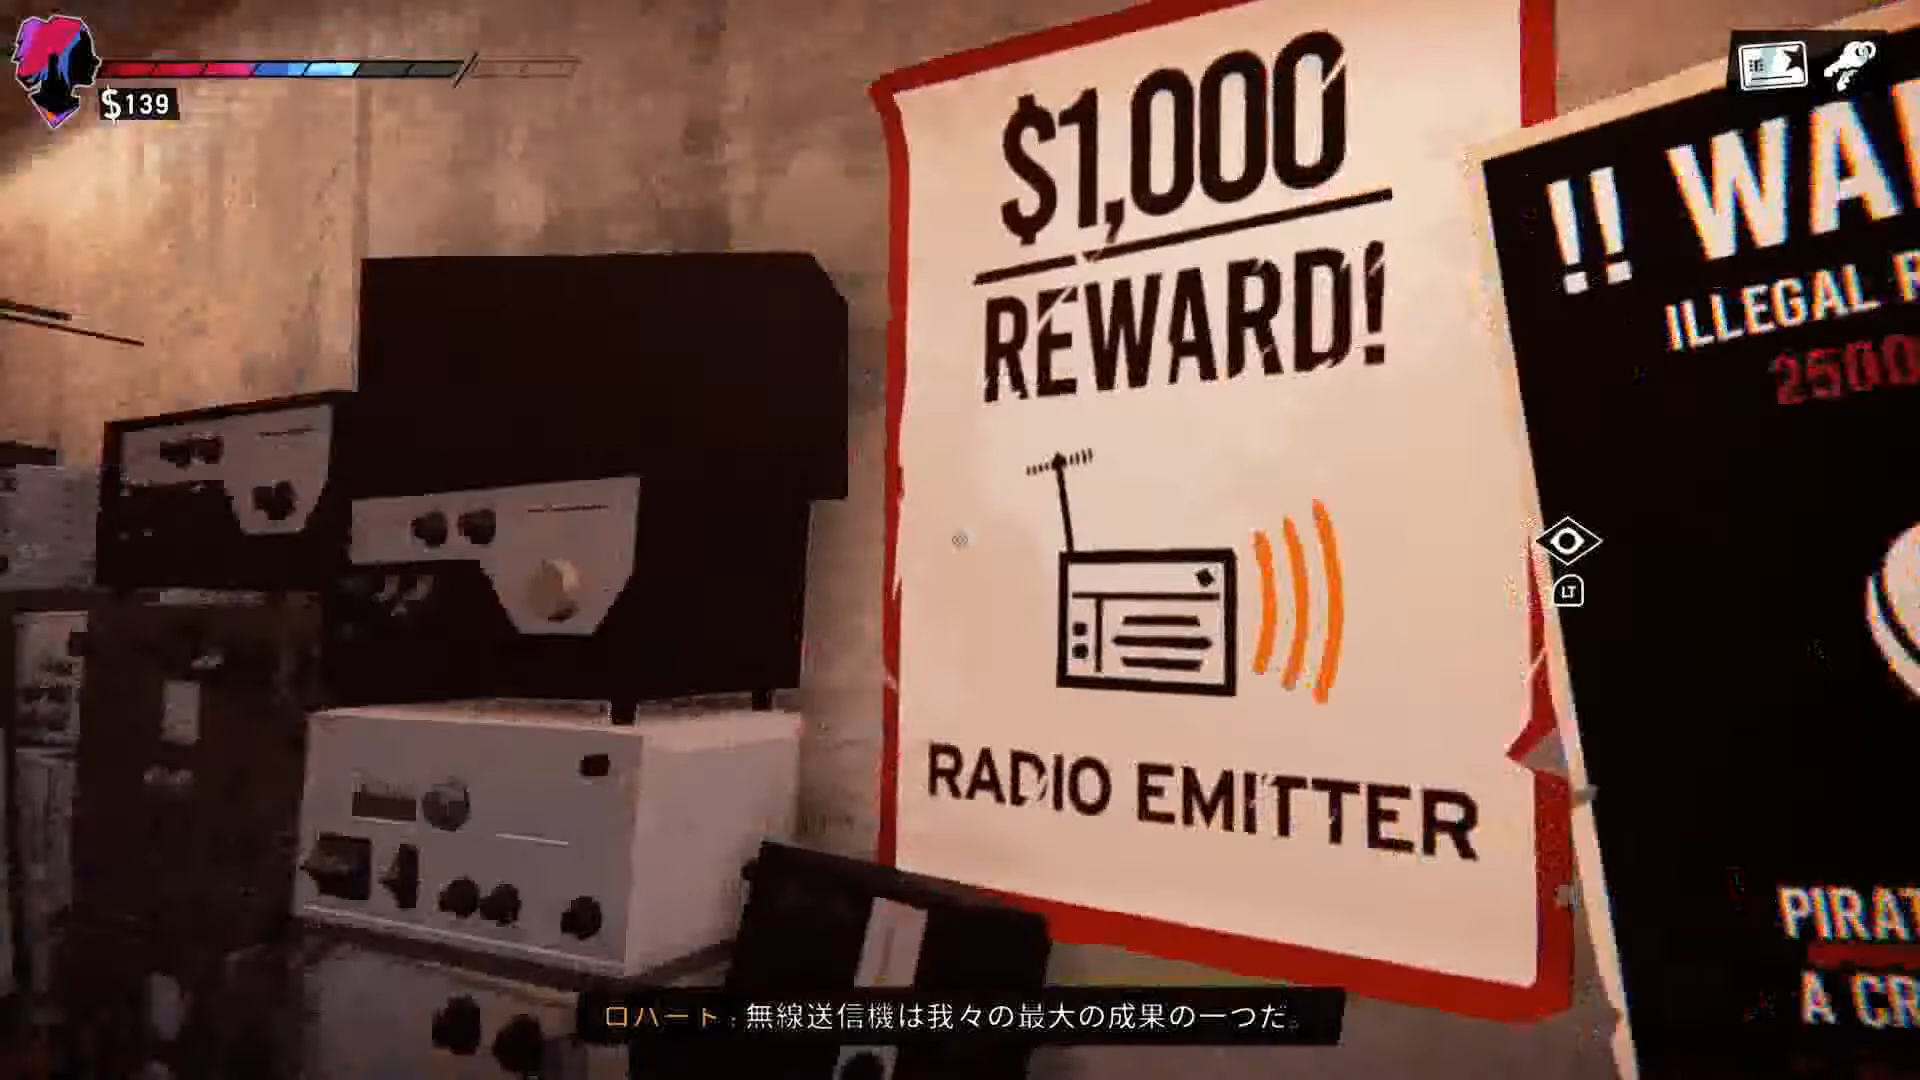 $139
$1,000
REWARD!
RADIO EMITTER
!! WA
ILLEGAL R
2500
PIRAT
A CR
LT
ロハート : 無線送信機は我々の最大の成果の一つだ。